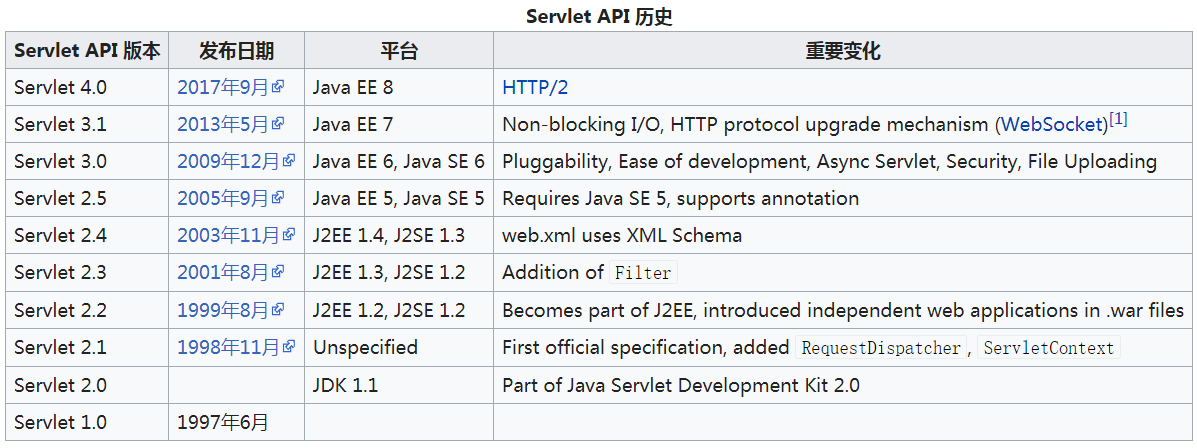 Servlet API 历史
Servlet API 版本 发布日期 平台 重要变化
Servlet 4.0 2017年9月 Java EE 8 HTTP/2
Servlet 3.1 2013年5月 Java EE 7 Non-blocking I/O, HTTP protocol upgrade mechanism (WebSocket)[1]
Servlet 3.0 2009年12月 Java EE 6, Java SE 6 Pluggability, Ease of development, Async Servlet, Security, File Uploading
Servlet 2.5 2005年9月 Java EE 5, Java SE 5 Requires Java SE 5, supports annotation
Servlet 2.4 2003年11月 J2EE 1.4, J2SE 1.3 web.xml uses XML Schema
Servlet 2.3 2001年8月 J2EE 1.3, J2SE 1.2 Addition of Filter
Servlet 2.2 1999年8月 J2EE 1.2, J2SE 1.2 Becomes part of J2EE, introduced independent web applications in .war files
Servlet 2.1 1998年11月 Unspecified First official specification, added RequestDispatcher, ServletContext
Servlet 2.0 JDK 1.1 Part of Java Servlet Development Kit 2.0
Servlet 1.0 1997年6月